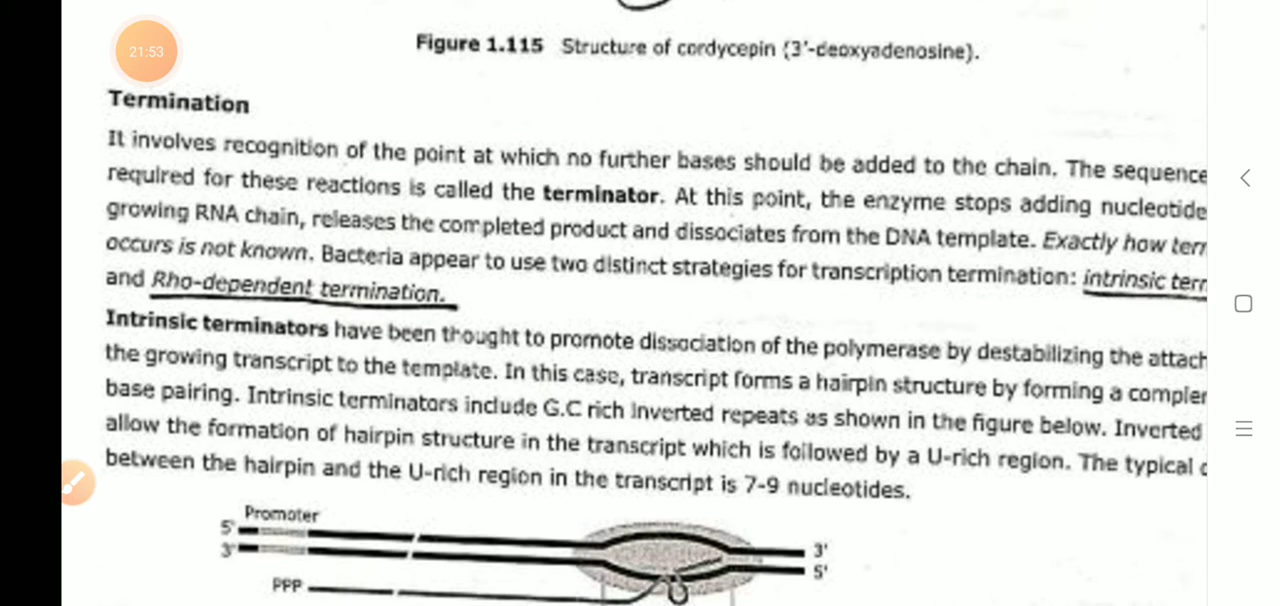 21:53
Figure 1.115 Structure of cordycepin (3'-deoxyadenosine).
Termination
It involves recognition of the point at which no further bases should be added to the chain. The sequence
required for these reactions is called the terminator. At this point, the enzyme stops adding nucleotide
growing RNA chain, releases the completed product and dissociates from the DNA template. Exactly how
occurs is not known. Bacteria appear to use two distinct strategies for transcription termination: intrinsic
and Rho-dependent termination.
Intrinsic terminators have been thought to promote dissociation of the polymerase by destabilizing the attach
the growing transcript to the template. In this case, transcript forms a hairpin structure by forming a
base pairing. Intrinsic terminators include G.C rich Inverted repeats as shown in the figure below. Inverted
allow the formation of hairpin structure in the transcript which is followed by a U-rich region. The typical
between the hairpin and the U-rich region in the transcript is 7-9 nucleotides.
Promoter
5' 3'
3' 5'
PPP